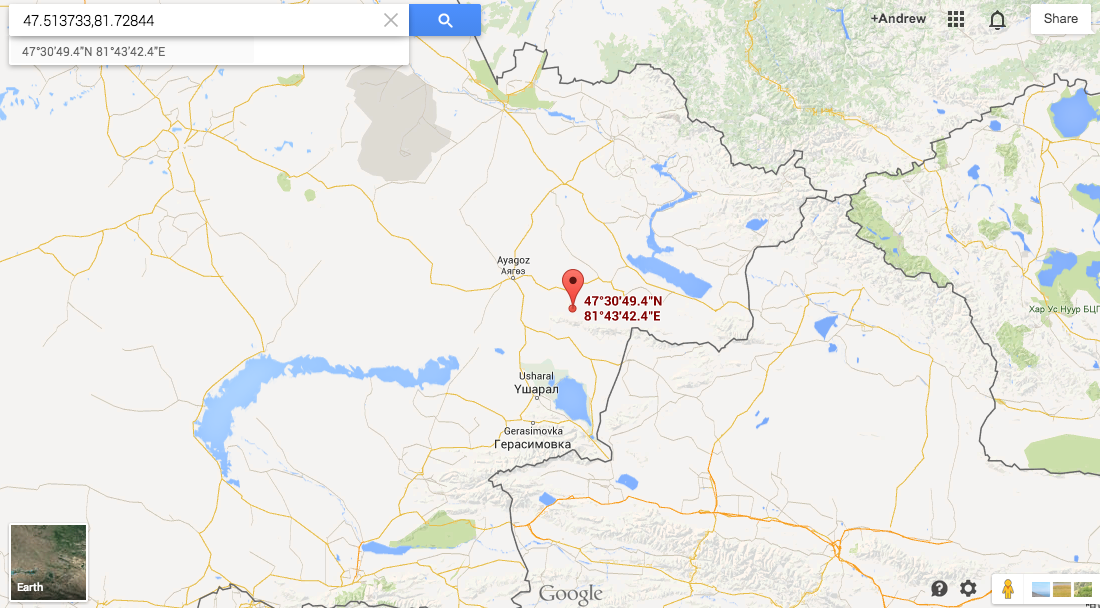 47.513733,81.72844
+Andrew
Share
47°30'49.4"N 81°43'42.4"E
Ayagoz
Аягөз
47°30'49.4"N
81°43'42.4"E
Хар Ус Нуур БЦГ
Usharal
Үшарал
Gerasimovka
Герасимовка
Earth
Google